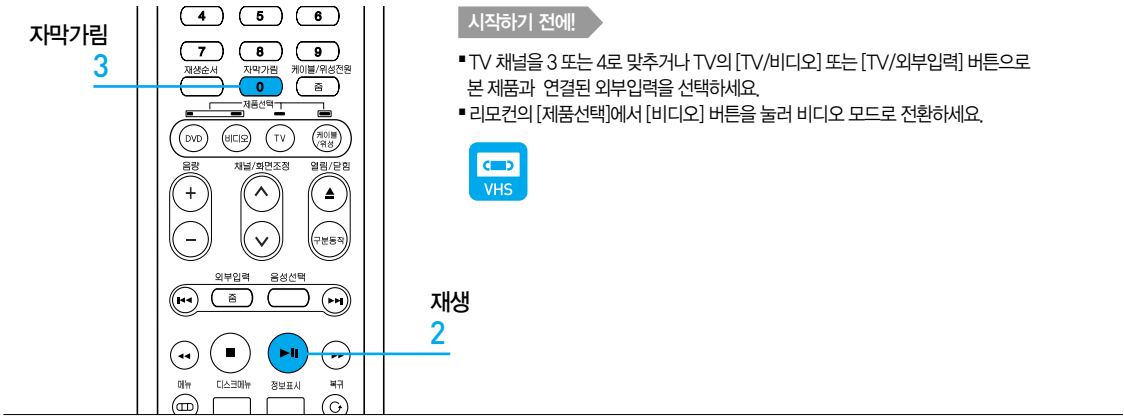 자막가림
3
4 5 6
7 8 9
재생순서 자막가림 케이블/위성전원
0 줌
제품선택
DVD 비디오 TV 케이블/위성
음량 채널/화면조정 열림/닫힘
+
−
구분동작
외부입력 음성선택
줌
메뉴 디스크메뉴 정보표시 복귀
재생
2
시작하기 전에!
▪ TV 채널을 3 또는 4로 맞추거나 TV의 [TV/비디오] 또는 [TV/외부입력] 버튼으로
본 제품과 연결된 외부입력을 선택하세요.
▪ 리모컨의 [제품선택]에서 [비디오] 버튼을 눌러 비디오 모드로 전환하세요.
VHS